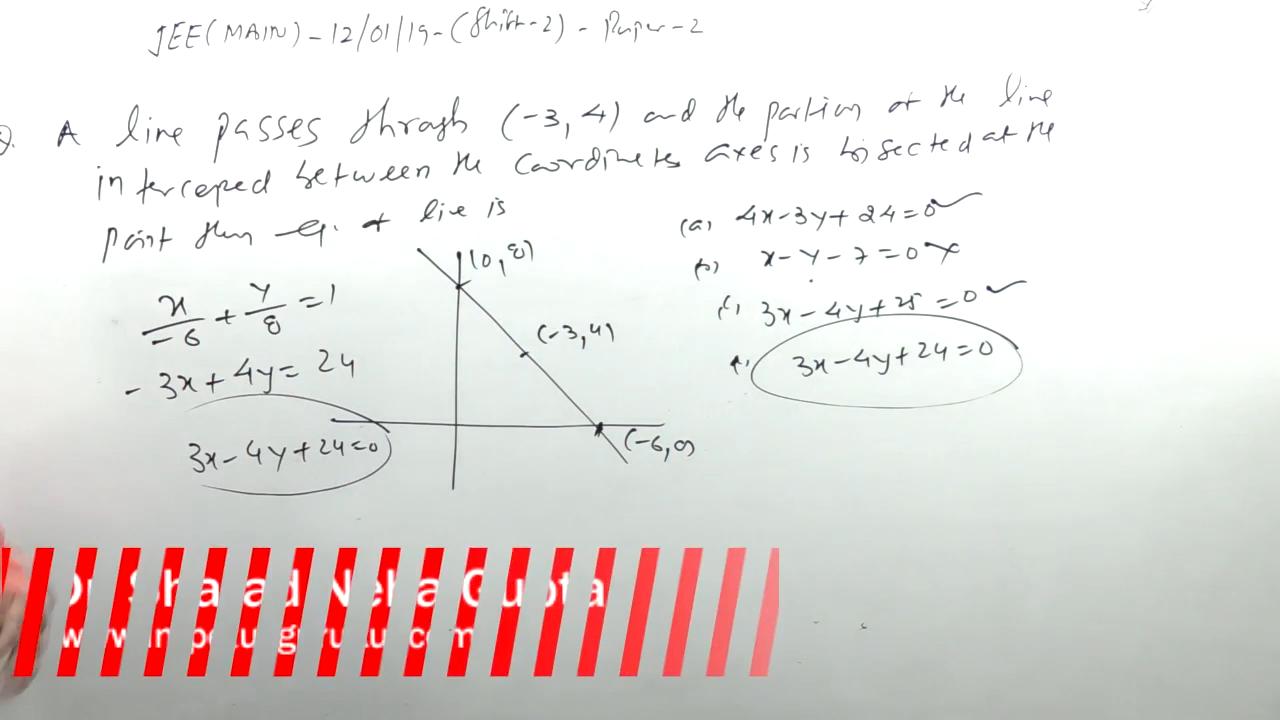 JEE(MAIN) - 12/01/19 - (Shift-2) - Paper-2
Q. A line passes through (-3, 4) and the portion of the line
interceped between the coordinates axes is bisected at the
point then eq. of line is
(a) 4x-3y+24=0
(b) x-y-7=0
(c) 3x-4y+25=0
3x-4y+24=0
(0,8)
(-3,4)
(-6,0)
x/-6 + y/8 = 1
-3x+4y=24
3x-4y+24=0